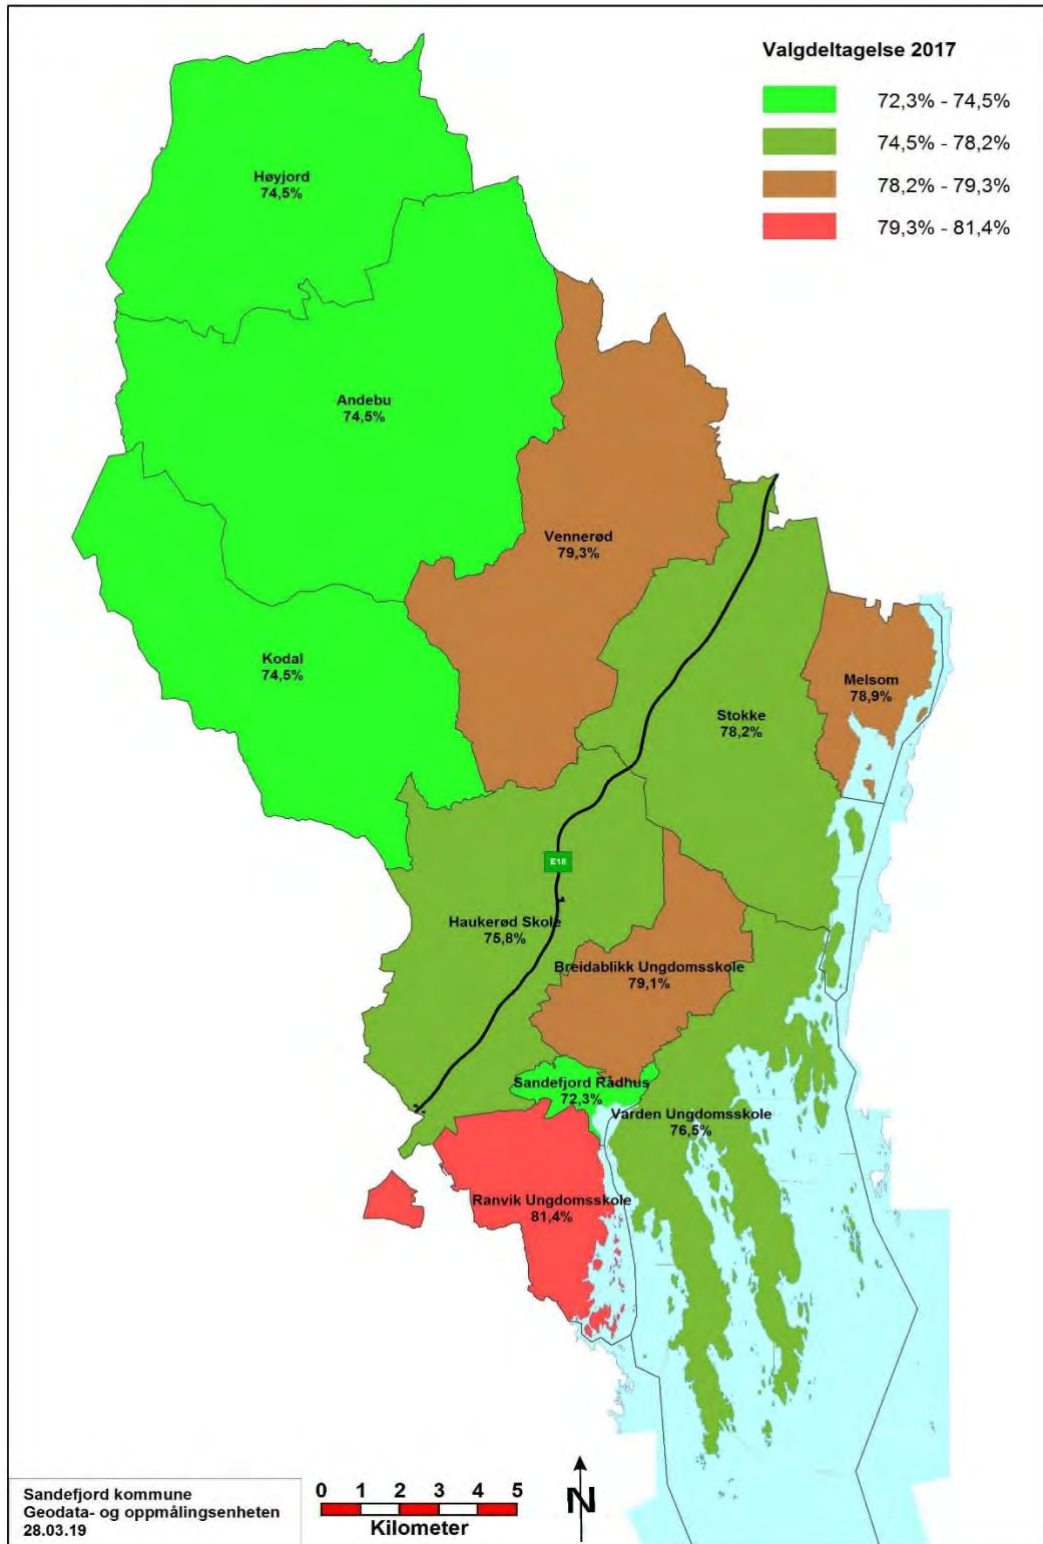 Valgdeltagelse 2017
72,3% - 74,5%
74,5% - 78,2%
78,2% - 79,3%
79,3% - 81,4%
Høyjord
74,5%
Andebu
74,5%
Vennerød
79,3%
Kodal
74,5%
Melsom
78,9%
Stokke
78,2%
E18
Haukerød Skole
75,8%
Breidablikk Ungdomsskole
79,1%
Sandefjord Rådhus
72,3%
Varden Ungdomsskole
76,5%
Ranvik Ungdomsskole
81,4%
Sandefjord kommune
Geodata- og oppmålingsenheten
28.03.19
0 1 2 3 4 5
Kilometer
N